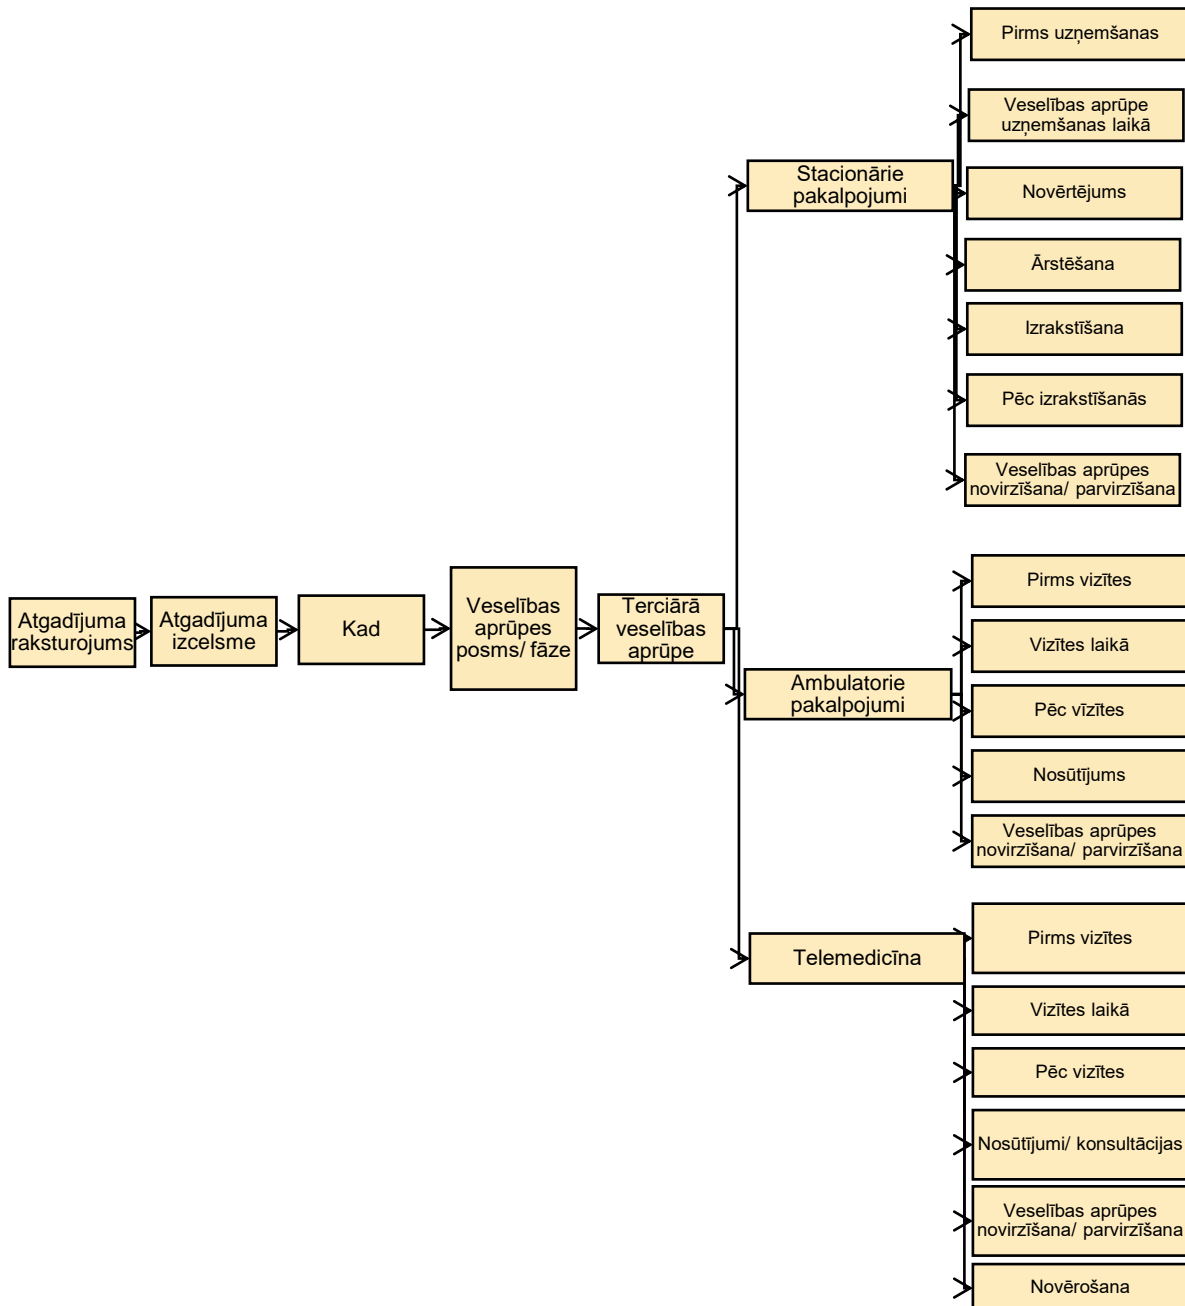 Pirms uzņemšanas
Veselības aprūpe
uzņemšanas laikā
Stacionārie
pakalpojumi
Novērtējums
Ārstēšana
Izrakstīšana
Pēc izrakstīšanās
Veselības aprūpes
novirzīšana/ parvirzīšana
Atgadījuma
raksturojums
Atgadījuma
izcelsme
Kad
Veselības
aprūpes
posms/ fāze
Terciārā
veselības
aprūpe
Pirms vizītes
Vizītes laikā
Ambulatorie
pakalpojumi
Pēc vīzītes
Nosūtījums
Veselības aprūpes
novirzīšana/ parvirzīšana
Telemedicīna
Pirms vizītes
Vizītes laikā
Pēc vizītes
Nosūtījumi/ konsultācijas
Veselības aprūpes
novirzīšana/ parvirzīšana
Novērošana